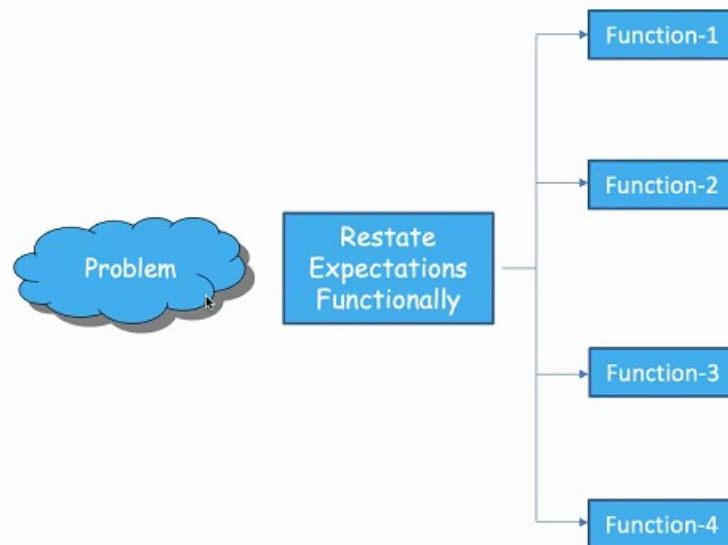 Problem
Restate
Expectations
Functionally
Function-1
Function-2
Function-3
Function-4